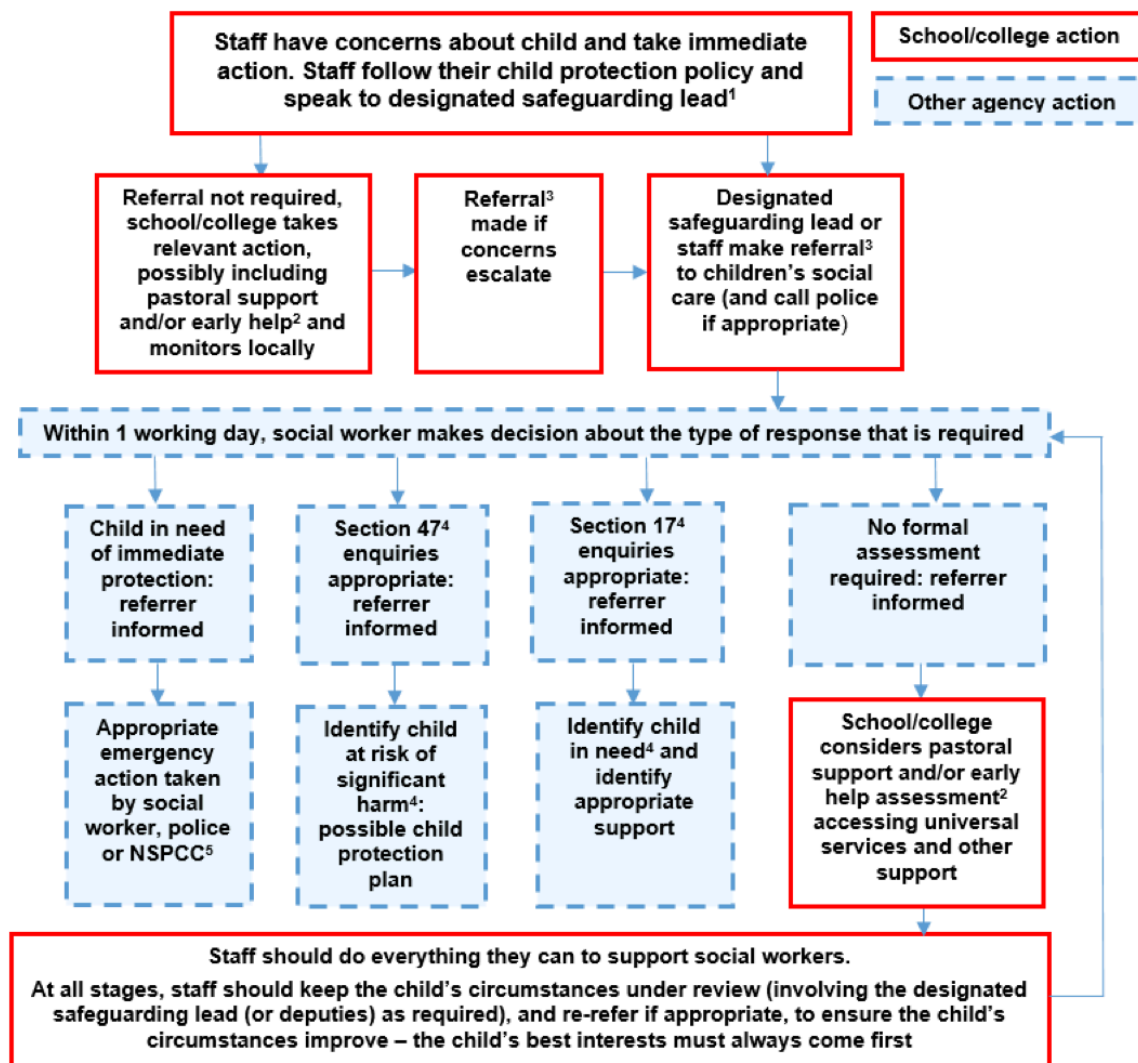 Staff have concerns about child and take immediate
action. Staff follow their child protection policy and
speak to designated safeguarding lead¹
School/college action
Other agency action
Referral not required,
school/college takes
relevant action,
possibly including
pastoral support
and/or early help² and
monitors locally
Referral³
made if
concerns
escalate
Designated
safeguarding lead or
staff make referral³
to children’s social
care (and call police
if appropriate)
Within 1 working day, social worker makes decision about the type of response that is required
Child in need
of immediate
protection:
referrer
informed
Section 47⁴
enquiries
appropriate:
referrer
informed
Section 17⁴
enquiries
appropriate:
referrer
informed
No formal
assessment
required: referrer
informed
Appropriate
emergency
action taken
by social
worker, police
or NSPCC⁵
Identify child
at risk of
significant
harm⁴:
possible child
protection
plan
Identify child
in need⁴ and
identify
appropriate
support
School/college
considers pastoral
support and/or early
help assessment²
accessing universal
services and other
support
Staff should do everything they can to support social workers.
At all stages, staff should keep the child’s circumstances under review (involving the designated
safeguarding lead (or deputies) as required), and re-refer if appropriate, to ensure the child’s
circumstances improve – the child’s best interests must always come first